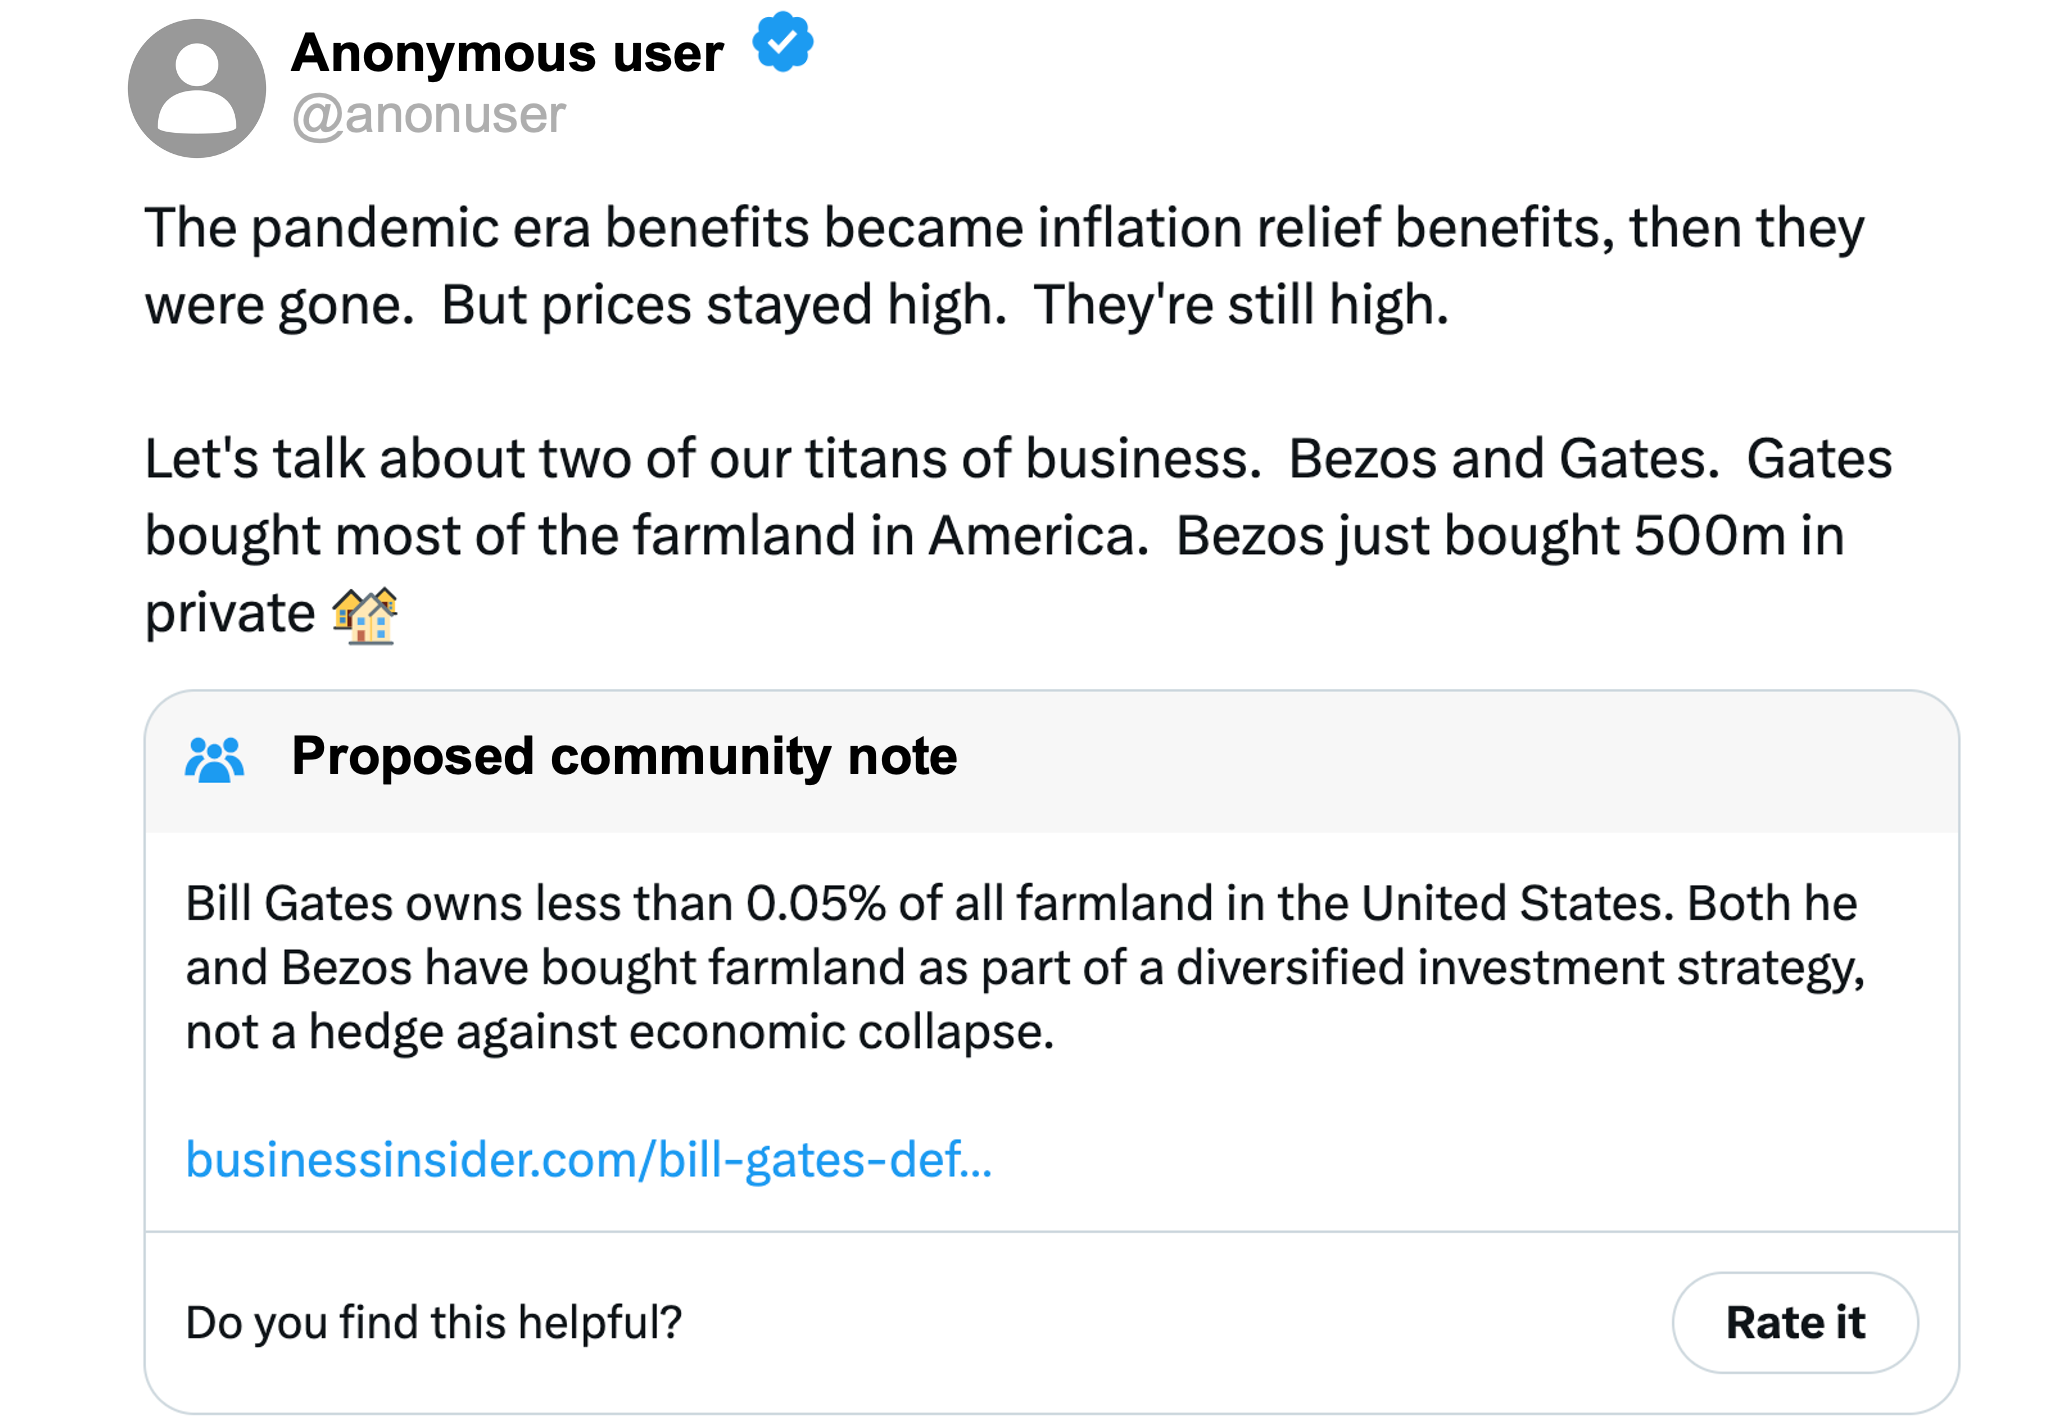 Anonymous user
@anonuser
The pandemic era benefits became inflation relief benefits, then they
were gone.  But prices stayed high.  They're still high.
Let's talk about two of our titans of business.  Bezos and Gates.  Gates
bought most of the farmland in America.  Bezos just bought 500m in
private 🏘️
Proposed community note
Bill Gates owns less than 0.05% of all farmland in the United States. Both he
and Bezos have bought farmland as part of a diversified investment strategy,
not a hedge against economic collapse.
businessinsider.com/bill-gates-def...
Do you find this helpful?
Rate it